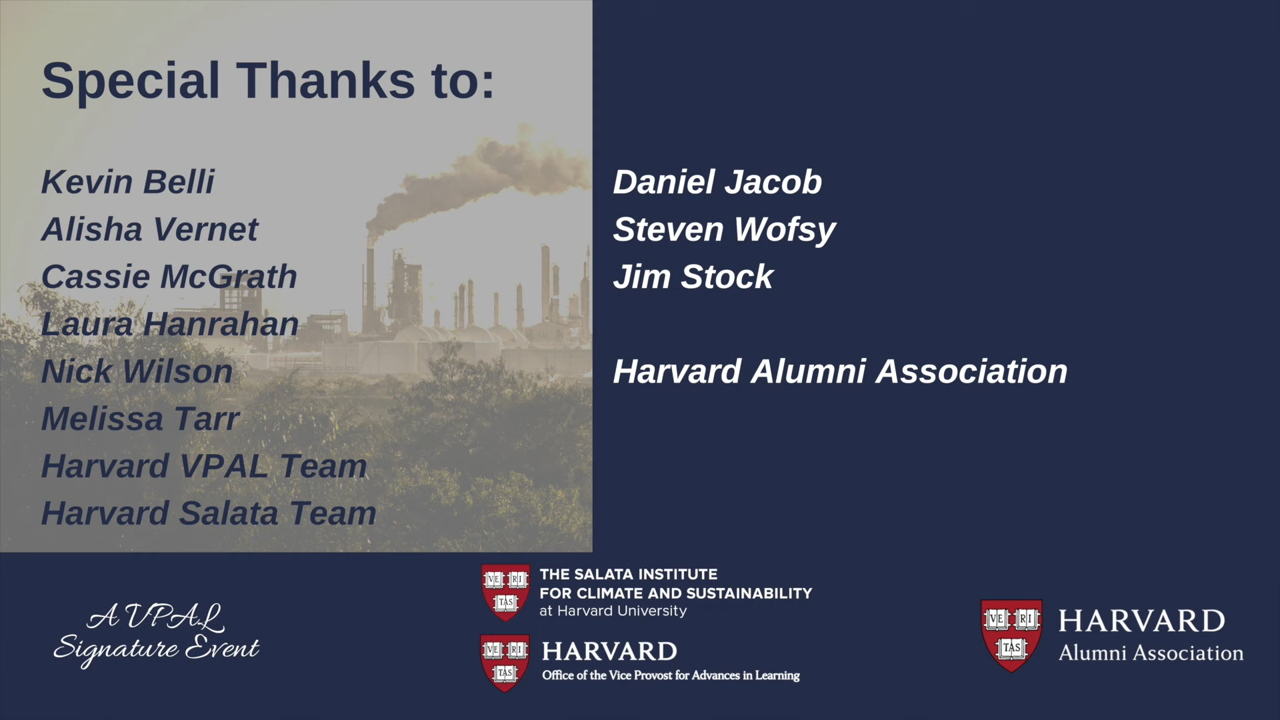 Special Thanks to:
Kevin Belli
Alisha Vernet
Cassie McGrath
Laura Hanrahan
Nick Wilson
Melissa Tarr
Harvard VPAL Team
Harvard Salata Team
Daniel Jacob
Steven Wofsy
Jim Stock
Harvard Alumni Association
A VPAL
Signature Event
VE RI
TAS
THE SALATA INSTITUTE
FOR CLIMATE AND SUSTAINABILITY
at Harvard University
VE RI
TAS
HARVARD
Office of the Vice Provost for Advances in Learning
VE RI
TAS
HARVARD
Alumni Association